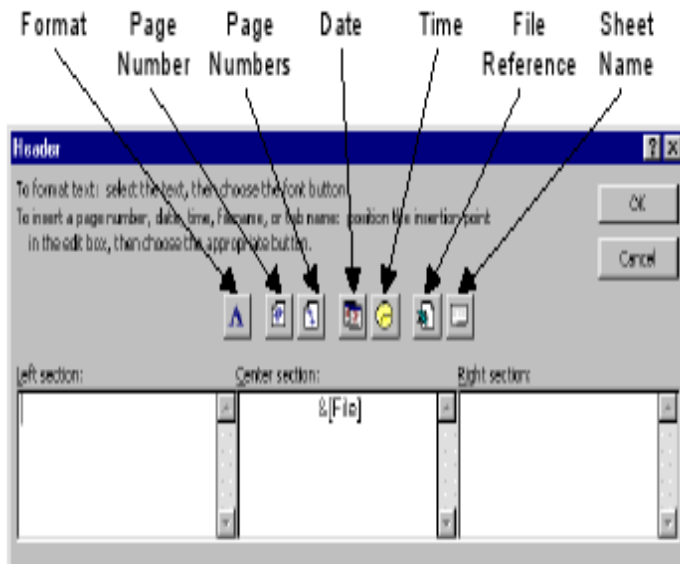 Format Page Number Page Numbers Date Time File Reference Sheet Name
Header
To format text: select the text, then choose the font button.
To insert a page number, date, time, filename, or tab name: position the insertion point
in the edit box, then choose the appropriate button.
OK
Cancel
A
Left section:
Center section:
Right section:
&[File]